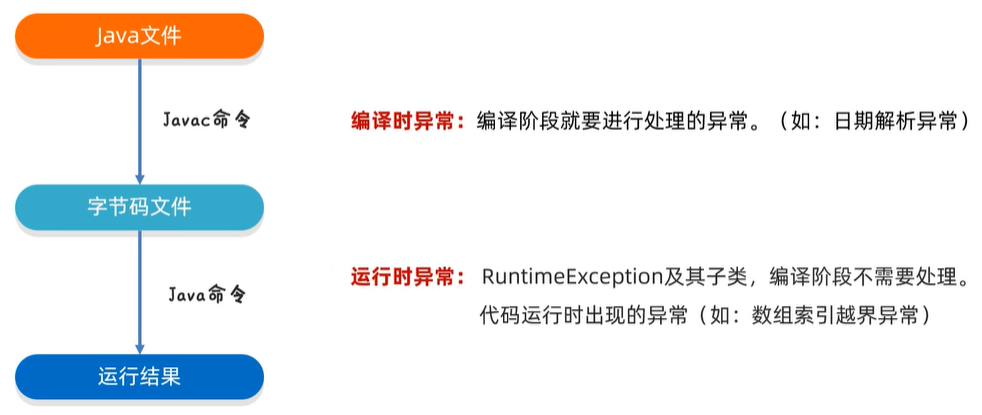 Java文件
Javac命令
编译时异常：编译阶段就要进行处理的异常。（如：日期解析异常）
字节码文件
运行时异常： RuntimeException及其子类，编译阶段不需要处理。
Java命令
代码运行时出现的异常（如：数组索引越界异常）
运行结果